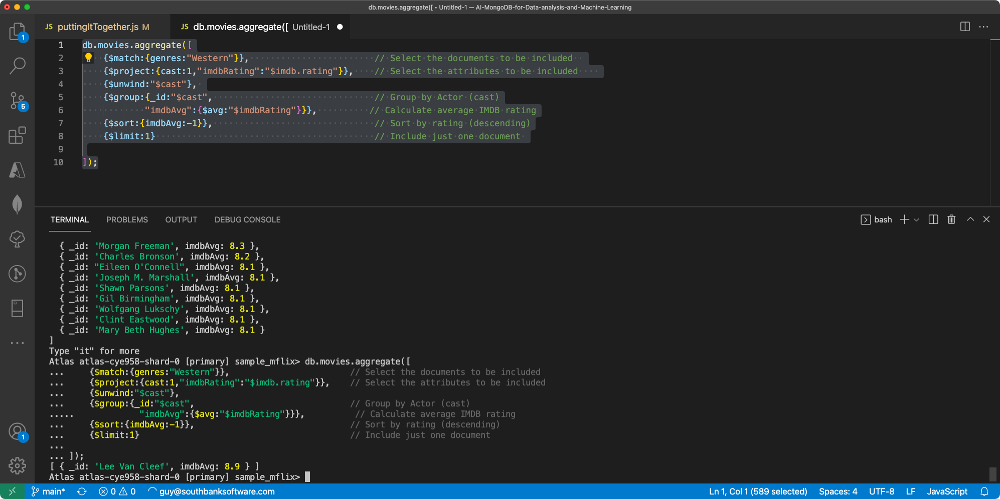 db.movies.aggregate([ • Untitled-1 — AI-MongoDB-for-Data-analysis-and-Machine-Learning
JS puttingItTogether.js M
JS db.movies.aggregate([ Untitled-1
1 db.movies.aggregate([
2 {$match:{genres:"Western"}}, // Select the documents to be included
3 {$project:{cast:1,"imdbRating":"$imdb.rating"}}, // Select the attributes to be included
4 {$unwind:"$cast"},
5 {$group:{_id:"$cast", // Group by Actor (cast)
6 "imdbAvg":{$avg:"$imdbRating"}}}, // Calculate average IMDB rating
7 {$sort:{imdbAvg:-1}}, // Sort by rating (descending)
8 {$limit:1} // Include just one document
9
10 ]);
1
5
1
TERMINAL PROBLEMS OUTPUT DEBUG CONSOLE bash
{ _id: 'Morgan Freeman', imdbAvg: 8.3 },
{ _id: 'Charles Bronson', imdbAvg: 8.2 },
{ _id: "Eileen O'Connell", imdbAvg: 8.1 },
{ _id: 'Joseph M. Marshall', imdbAvg: 8.1 },
{ _id: 'Shawn Parsons', imdbAvg: 8.1 },
{ _id: 'Gil Birmingham', imdbAvg: 8.1 },
{ _id: 'Wolfgang Lukschy', imdbAvg: 8.1 },
{ _id: 'Clint Eastwood', imdbAvg: 8.1 },
{ _id: 'Mary Beth Hughes', imdbAvg: 8.1 }
]
Type "it" for more
Atlas atlas-cye958-shard-0 [primary] sample_mflix> db.movies.aggregate([
... {$match:{genres:"Western"}}, // Select the documents to be included
... {$project:{cast:1,"imdbRating":"$imdb.rating"}}, // Select the attributes to be included
... {$unwind:"$cast"},
... {$group:{_id:"$cast", // Group by Actor (cast)
..... "imdbAvg":{$avg:"$imdbRating"}}}, // Calculate average IMDB rating
... {$sort:{imdbAvg:-1}}, // Sort by rating (descending)
... {$limit:1} // Include just one document
...
... ]);
[ { _id: 'Lee Van Cleef', imdbAvg: 8.9 } ]
Atlas atlas-cye958-shard-0 [primary] sample_mflix>
main* 0 0 guy@southbanksoftware.com Ln 1, Col 1 (589 selected) Spaces: 4 UTF-8 LF JavaScript